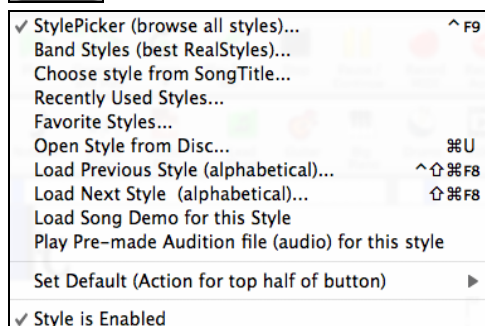 ✓ StylePicker (browse all styles)... ^ F9
Band Styles (best RealStyles)...
Choose style from SongTitle...
Recently Used Styles...
Favorite Styles...
Open Style from Disc... ⌘U
Load Previous Style (alphabetical)... ^⇧⌘F8
Load Next Style  (alphabetical)... ⇧⌘F8
Load Song Demo for this Style
Play Pre-made Audition file (audio) for this style
Set Default (Action for top half of button) ▶
✓ Style is Enabled